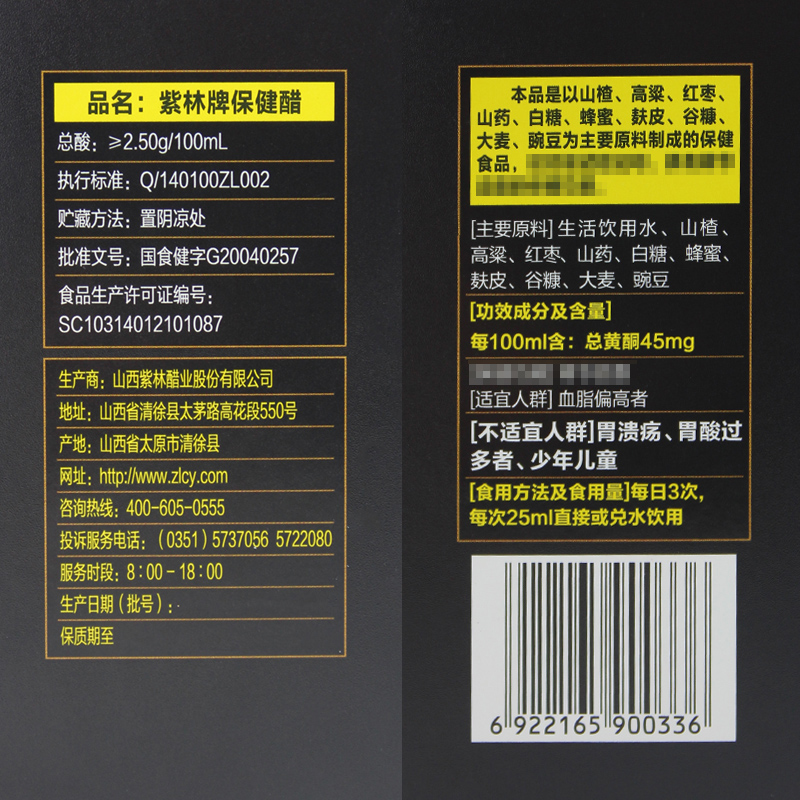 品名：紫林牌保健醋
总酸：≥2.50g/100mL
执行标准：Q/140100ZL002
贮藏方法：置阴凉处
批准文号：国食健字G20040257
食品生产许可证编号：
SC10314012101087
生产商：山西紫林醋业股份有限公司
地址：山西省清徐县太茅路高花段550号
产地：山西省太原市清徐县
网址：http://www.zlcy.com
咨询热线：400-605-0555
投诉服务电话：（0351）5737056 5722080
服务时段：8：00－18：00
生产日期（批号）：
保质期至
本品是以山楂、高粱、红枣、
山药、白糖、蜂蜜、麸皮、谷糠、
大麦、豌豆为主要原料制成的保健
食品，
[主要原料]生活饮用水、山楂、
高粱、红枣、山药、白糖、蜂蜜、
麸皮、谷糠、大麦、豌豆
[功效成分及含量]
每100ml含：总黄酮45mg
[适宜人群]血脂偏高者
[不适宜人群]胃溃疡、胃酸过
多者、少年儿童
[食用方法及食用量]每日3次，
每次25ml直接或兑水饮用
6 922165 900336